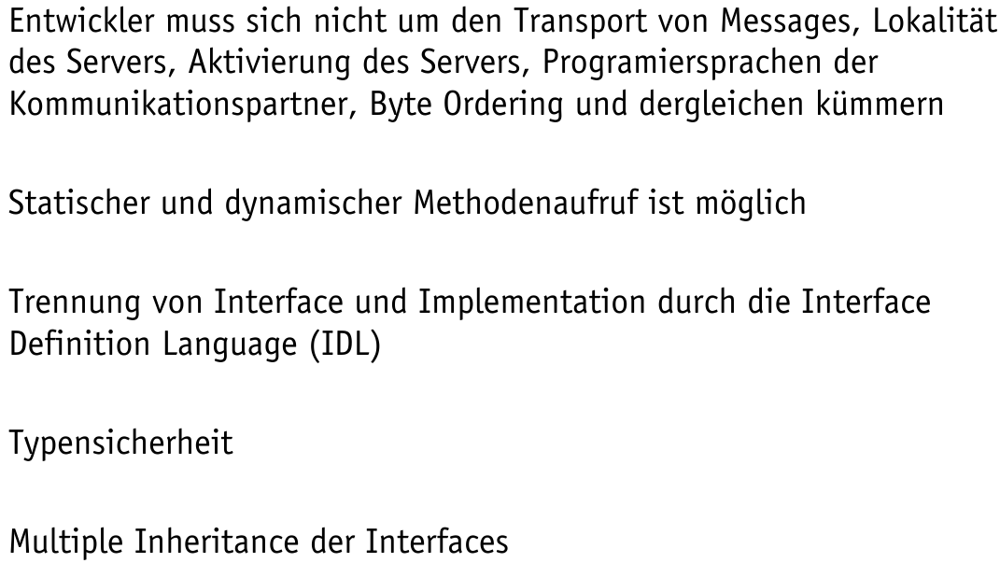 Entwickler muss sich nicht um den Transport von Messages, Lokalität
des Servers, Aktivierung des Servers, Programiersprachen der
Kommunikationspartner, Byte Ordering und dergleichen kümmern
Statischer und dynamischer Methodenaufruf ist möglich
Trennung von Interface und Implementation durch die Interface
Definition Language (IDL)
Typensicherheit
Multiple Inheritance der Interfaces